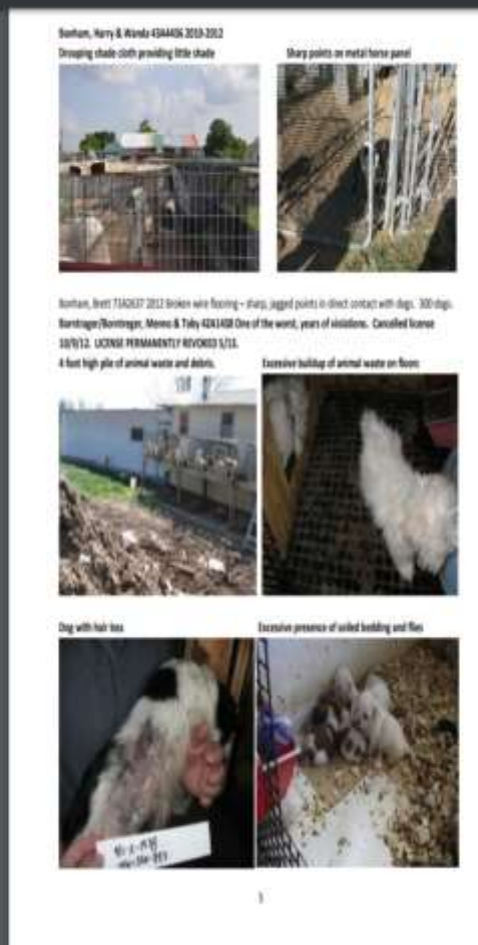 Bonham, Harry & Wanda 43A4436 2010-2012
Drooping shade cloth providing little shade
Sharp points on metal horse panel
Bonham, Brett 73A2637 2012 Broken wire flooring – sharp, jagged points in direct contact with dogs. 300 dogs.
Borntrager/Borntreger, Menno & Toby 42A1408 One of the worst, years of violations. Cancelled license
10/9/12. LICENSE PERMANENTLY REVOKED 5/13.
4 foot high pile of animal waste and debris.
Excessive buildup of animal waste on floors
Dog with hair loss
Excessive presence of soiled bedding and flies